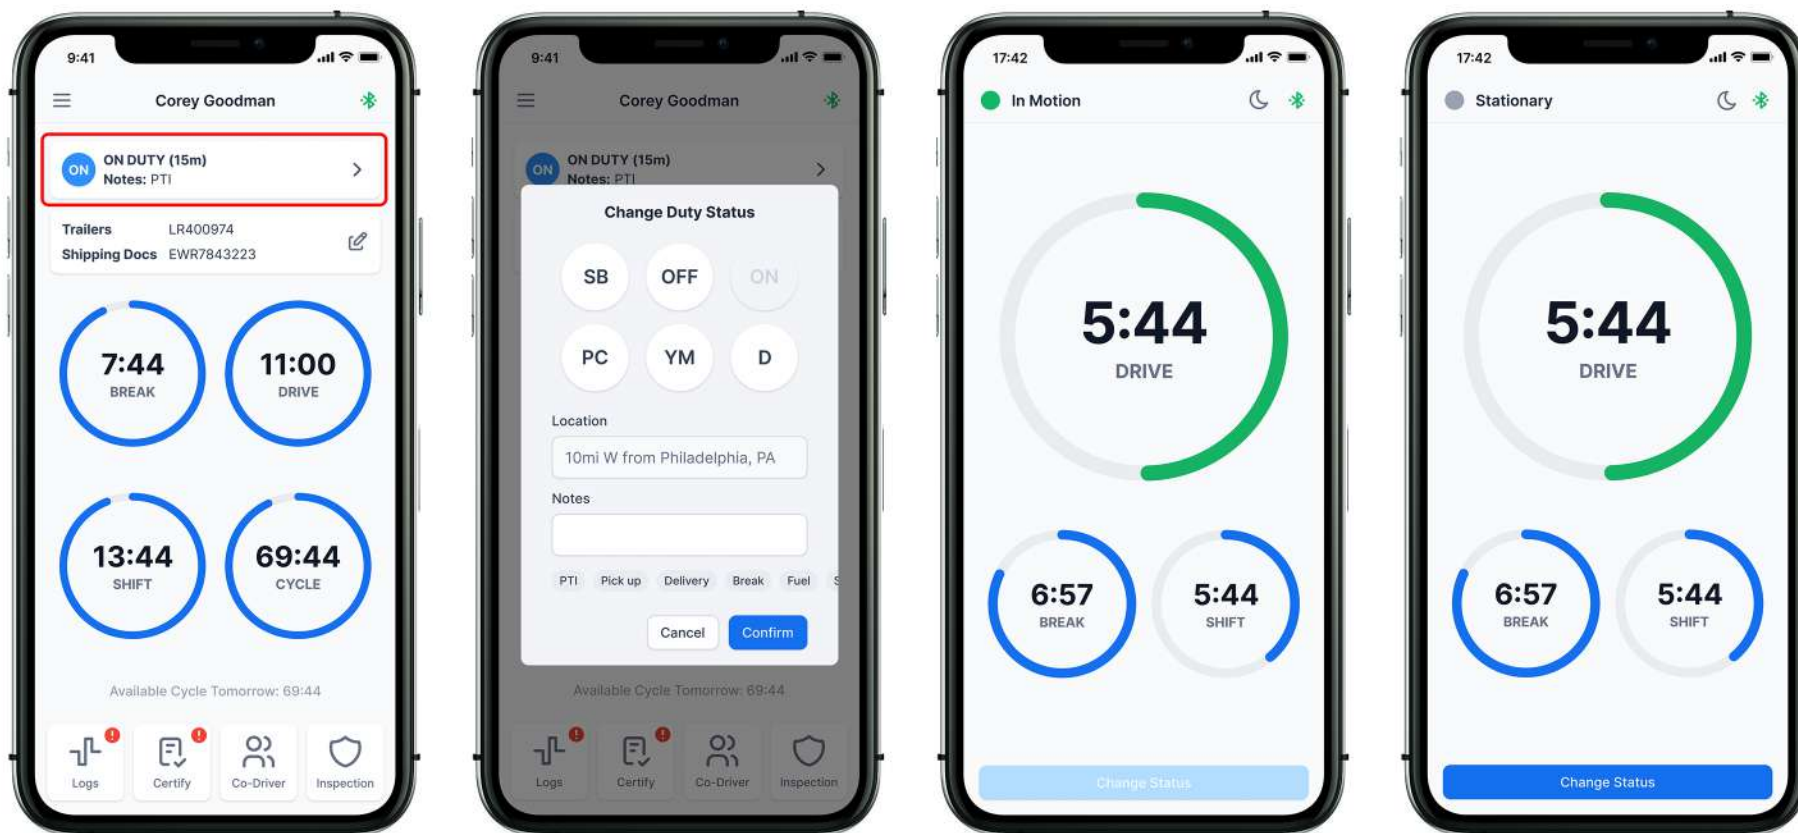 9:41
Corey Goodman
ON
ON DUTY (15m)
Notes: PTI
Trailers LR400974
Shipping Docs EWR7843223
7:44
BREAK
11:00
DRIVE
13:44
SHIFT
69:44
CYCLE
Available Cycle Tomorrow: 69:44
Logs
Certify
Co-Driver
Inspection
9:41
Corey Goodman
ON
ON DUTY (15m)
Notes: PTI
Change Duty Status
SB OFF ON
PC YM D
Location
10mi W from Philadelphia, PA
Notes
PTI Pick up Delivery Break Fuel S
Cancel Confirm
Available Cycle Tomorrow: 69:44
Logs
Certify
Co-Driver
Inspection
17:42
In Motion
5:44
DRIVE
6:57
BREAK
5:44
SHIFT
Change Status
17:42
Stationary
5:44
DRIVE
6:57
BREAK
5:44
SHIFT
Change Status